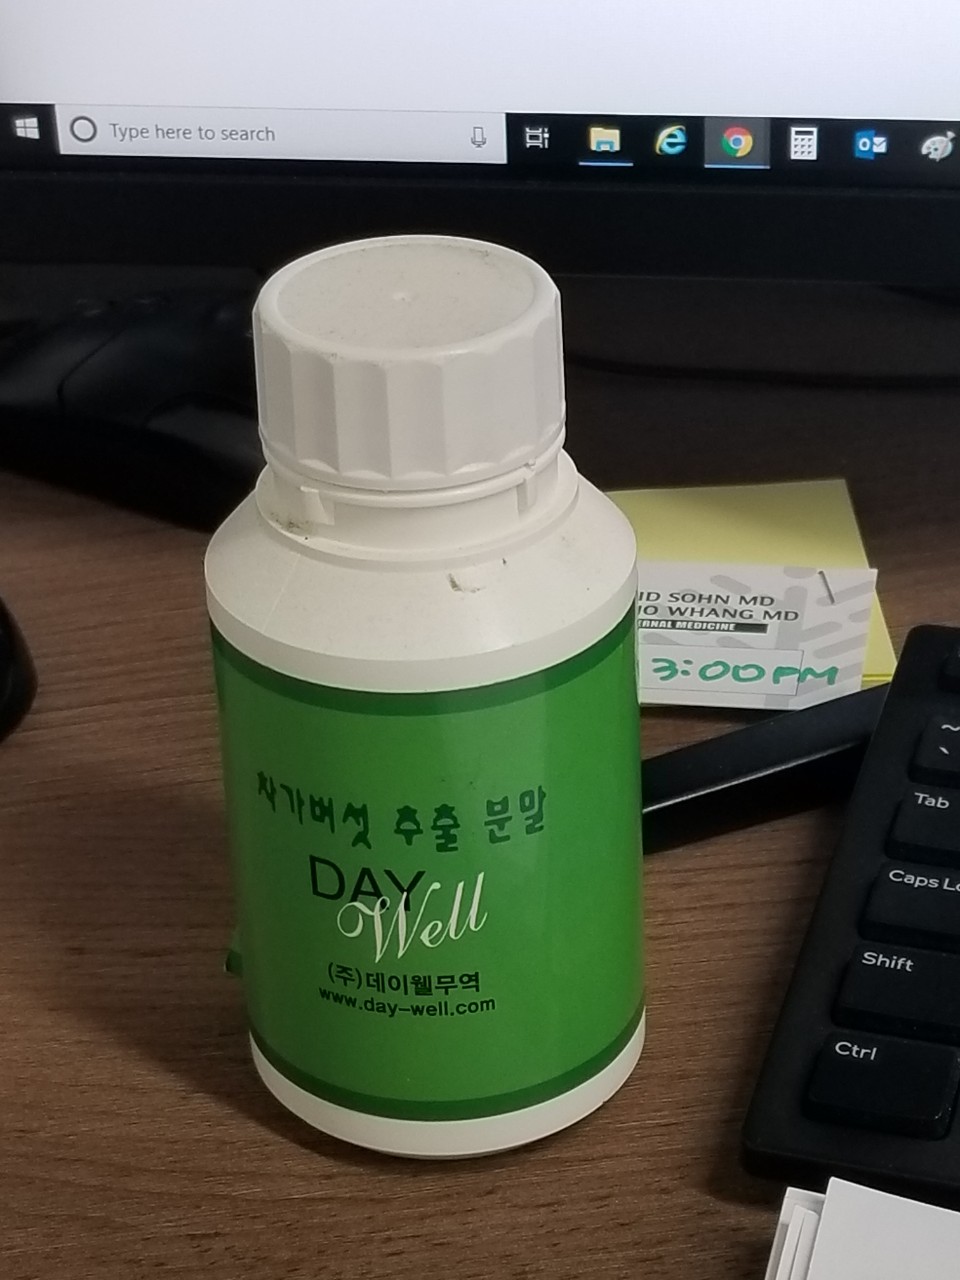 Type here to search
ID SOHN MD
WHANG MD
RNAL MEDICINE
3:00PM
차가버섯 추출 분말
DAY
Well
(주)데이웰무역
www.day-well.com
~
`
Tab
Caps Lo
Shift
Ctrl